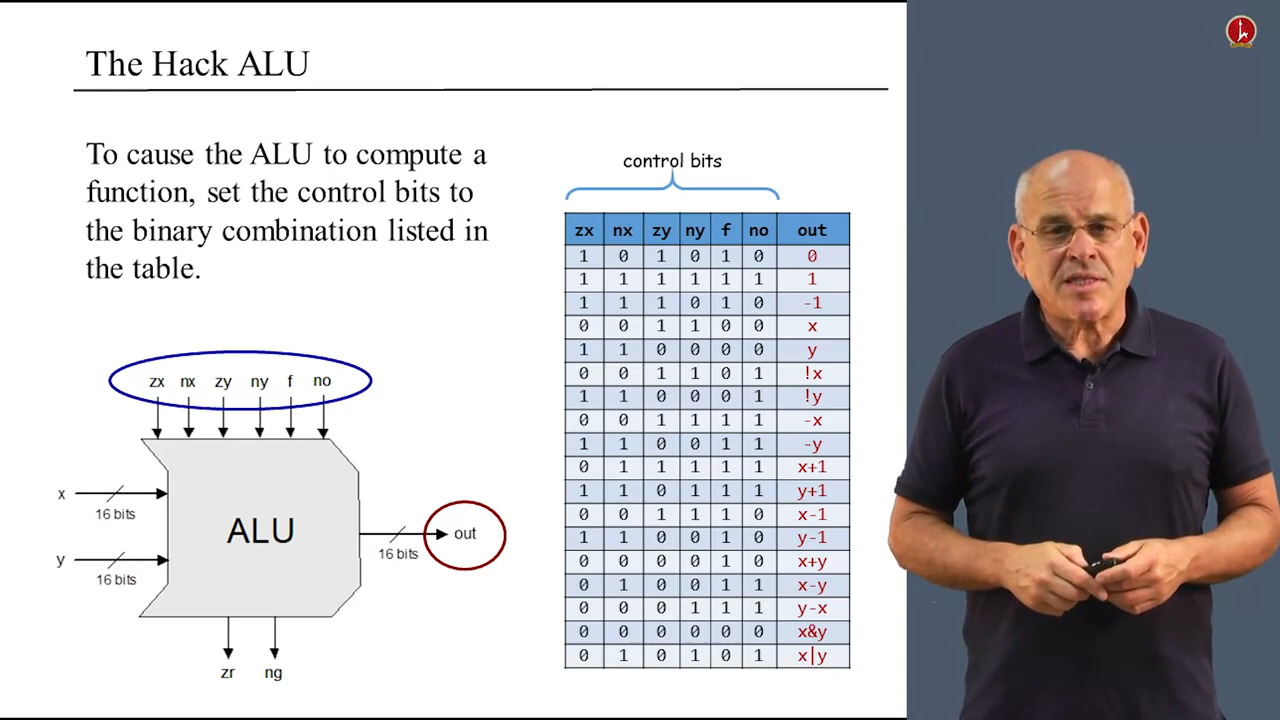 The Hack ALU
To cause the ALU to compute a
function, set the control bits to
the binary combination listed in
the table.
control bits
zx nx zy ny f no out
1 0 1 0 1 0 0
1 1 1 1 1 1 1
1 1 1 0 1 0 -1
0 0 1 1 0 0 x
1 1 0 0 0 0 y
0 0 1 1 0 1 !x
1 1 0 0 0 1 !y
0 0 1 1 1 1 -x
1 1 0 0 1 1 -y
0 1 1 1 1 1 x+1
1 1 0 1 1 1 y+1
0 0 1 1 1 0 x-1
1 1 0 0 1 0 y-1
0 0 0 0 1 0 x+y
0 1 0 0 1 1 x-y
0 0 0 1 1 1 y-x
0 0 0 0 0 0 x&y
0 1 0 1 0 1 x|y
zx nx zy ny f no
x
16 bits
y
16 bits
ALU
16 bits
out
zr ng